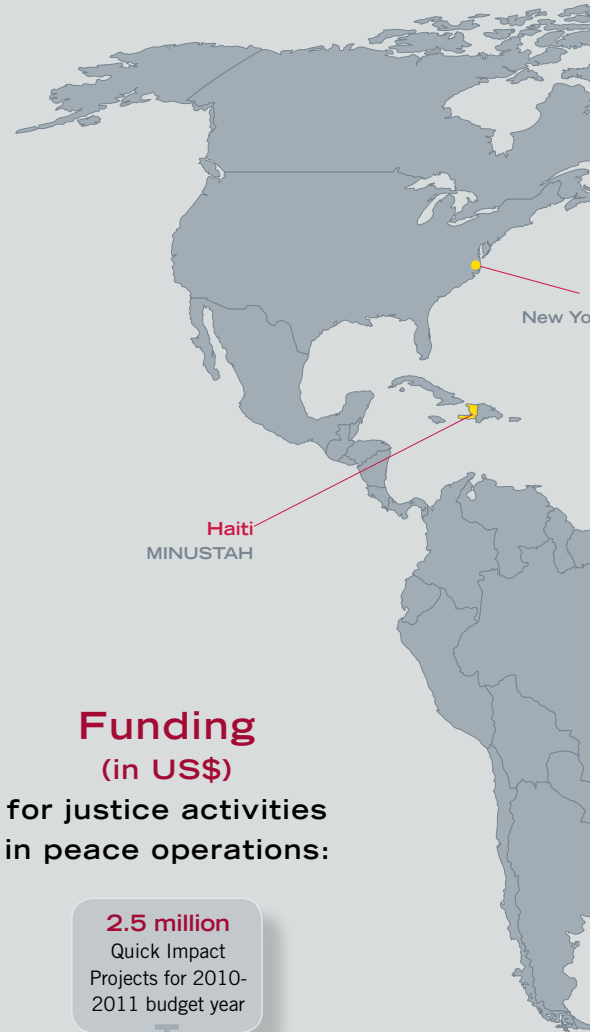 New Yo
Haiti
MINUSTAH
Funding
(in US$)
for justice activities
in peace operations:
2.5 million
Quick Impact
Projects for 2010-
2011 budget year